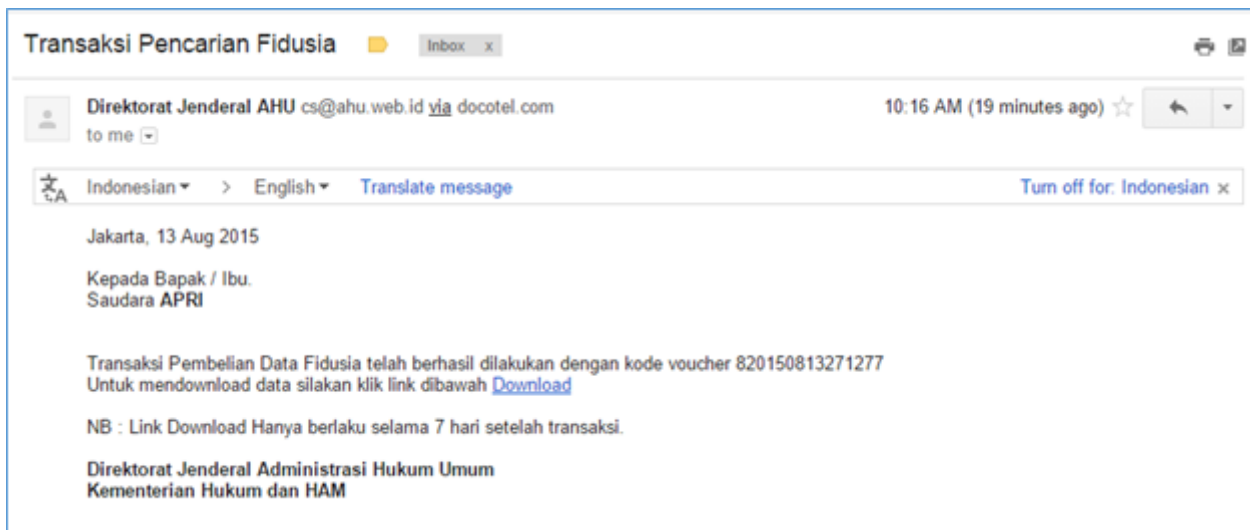 Transaksi Pencarian Fidusia Inbox x
Direktorat Jenderal AHU cs@ahu.web.id via docotel.com 10:16 AM (19 minutes ago)
to me
Indonesian > English Translate message Turn off for: Indonesian x
Jakarta, 13 Aug 2015
Kepada Bapak / Ibu.
Saudara APRI
Transaksi Pembelian Data Fidusia telah berhasil dilakukan dengan kode voucher 820150813271277
Untuk mendownload data silakan klik link dibawah Download
NB : Link Download Hanya berlaku selama 7 hari setelah transaksi.
Direktorat Jenderal Administrasi Hukum Umum
Kementerian Hukum dan HAM